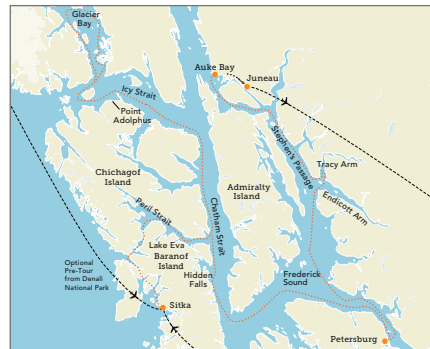 Glacier
Bay
Auke Bay
Juneau
Icy Strait
Point
Adolphus
Stephen's Passage
Tracy Arm
Chichagof
Island
Admiralty
Island
Endicott Arm
Peril Strait
Chatham Strait
Lake Eva
Baranof
Island
Optional
Pre-Tour
from Denali
National Park
Hidden
Falls
Frederick
Sound
Sitka
Petersburg